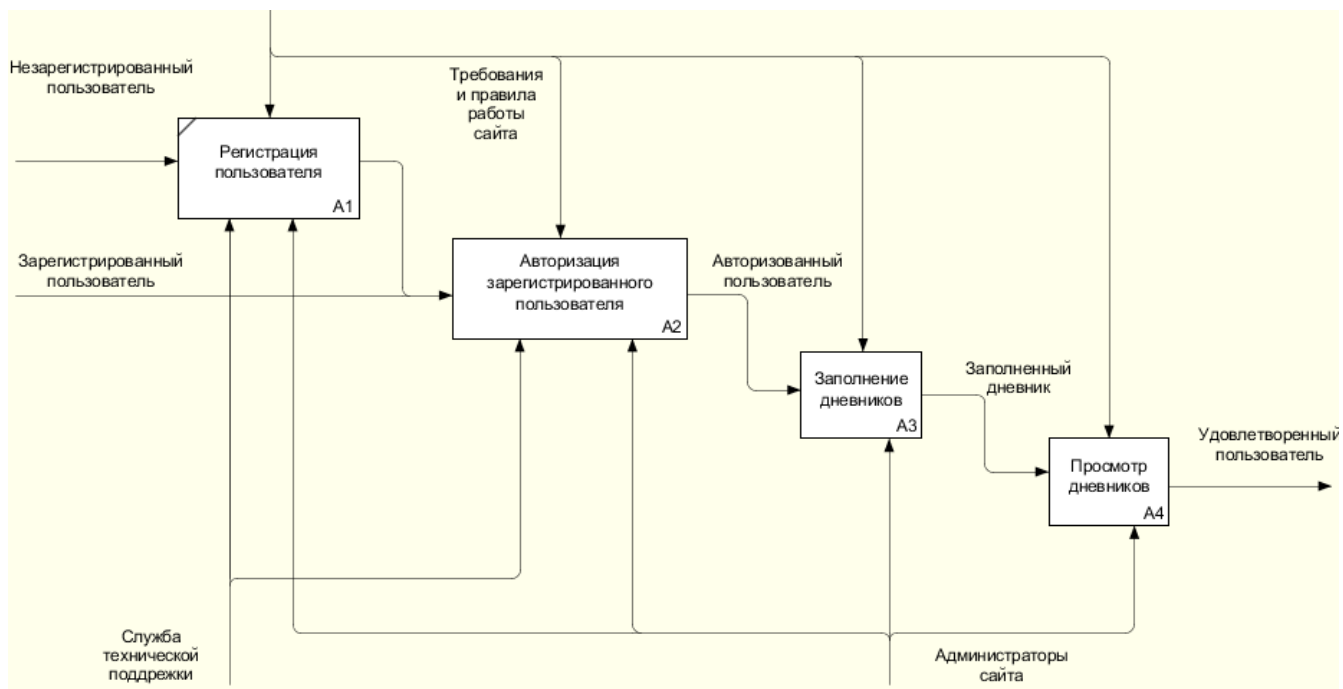 Незарегистрированный
пользователь
Требования
и правила
работы
сайта
Регистрация
пользователя
A1
Зарегистрированный
пользователь
Авторизация
зарегистрированного
пользователя
A2
Авторизованный
пользователь
Заполнение
дневников
A3
Заполненный
дневник
Просмотр
дневников
A4
Удовлетворенный
пользователь
Служба
технической
поддрежки
Администраторы
сайта